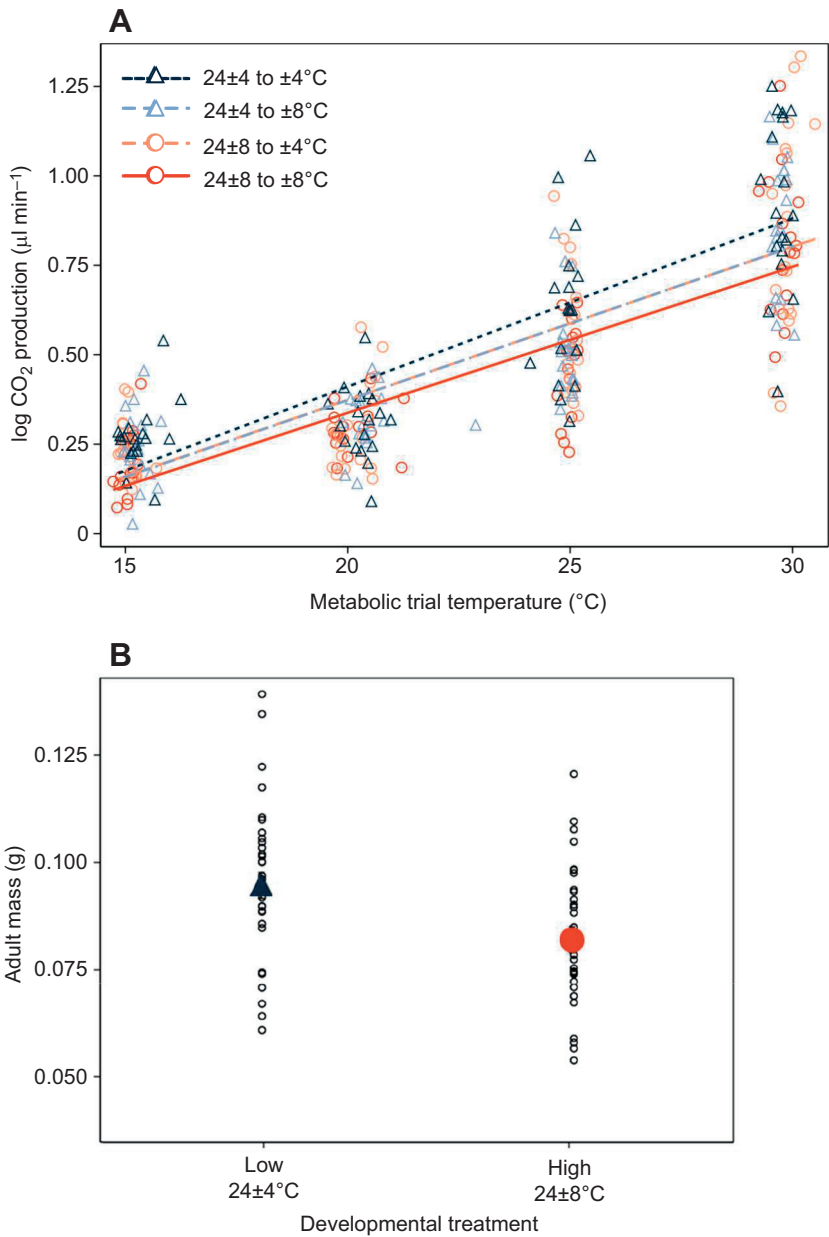 A
24±4 to ±4°C
24±4 to ±8°C
24±8 to ±4°C
24±8 to ±8°C
log CO₂ production (µl min⁻¹)
1.25
1.00
0.75
0.50
0.25
0
15 20 25 30
Metabolic trial temperature (°C)
B
Adult mass (g)
0.125
0.100
0.075
0.050
Low High
24±4°C 24±8°C
Developmental treatment